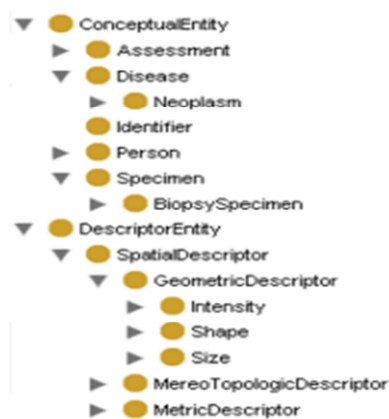 ConceptualEntity
Assessment
Disease
Neoplasm
Identifier
Person
Specimen
BiopsySpecimen
DescriptorEntity
SpatialDescriptor
GeometricDescriptor
Intensity
Shape
Size
MereoTopologicDescriptor
MetricDescriptor